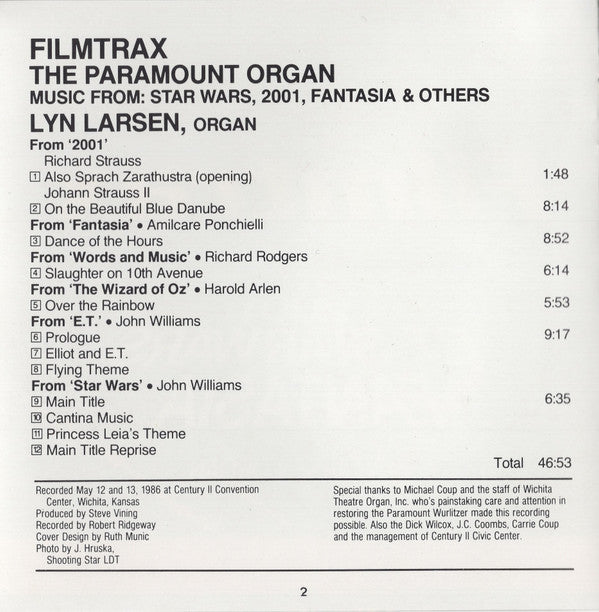 FILMTRAX
THE PARAMOUNT ORGAN
MUSIC FROM: STAR WARS, 2001, FANTASIA & OTHERS
LYN LARSEN, ORGAN
From '2001'
Richard Strauss
1 Also Sprach Zarathustra (opening) 1:48
Johann Strauss II
2 On the Beautiful Blue Danube 8:14
From 'Fantasia' • Amilcare Ponchielli
3 Dance of the Hours 8:52
From 'Words and Music' • Richard Rodgers
4 Slaughter on 10th Avenue 6:14
From 'The Wizard of Oz' • Harold Arlen
5 Over the Rainbow 5:53
From 'E.T.' • John Williams
6 Prologue 9:17
7 Elliot and E.T.
8 Flying Theme
From 'Star Wars' • John Williams
9 Main Title 6:35
10 Cantina Music
11 Princess Leia's Theme
12 Main Title Reprise
Total 46:53
Recorded May 12 and 13, 1986 at Century II Convention
Center, Wichita, Kansas
Produced by Steve Vining
Recorded by Robert Ridgeway
Cover Design by Ruth Munic
Photo by J. Hruska,
Shooting Star LDT
Special thanks to Michael Coup and the staff of Wichita
Theatre Organ, Inc. who's painstaking care and attention in
restoring the Paramount Wurlitzer made this recording
possible. Also the Dick Wilcox, J.C. Coombs, Carrie Coup
and the management of Century II Civic Center.
2